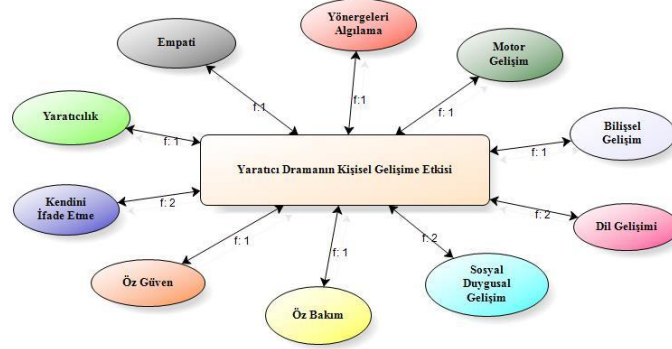 Yönergeleri
Algılama
Empati
Motor
Gelişim
f:1
f:1
f: 1
Yaratıcılık
f: 1
Bilişsel
Gelişim
f: 1
Yaratıcı Dramanın Kişisel Gelişime Etkisi
Kendini
İfade Etme
f: 2
f: 2
Dil Gelişimi
f: 1
f: 1
f: 2
Öz Güven
Öz Bakım
Sosyal
Duygusal
Gelişim